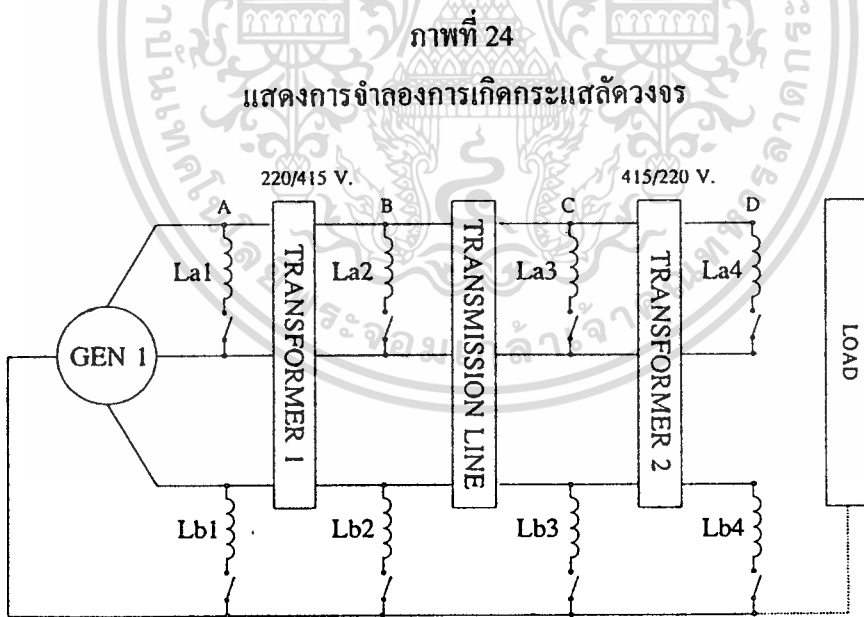 ภาพที่ 24
แสดงการจำลองการเกิดกระแสลัดวงจร
220/415 V.
415/220 V.
A
B
C
D
La1
La2
La3
La4
GEN 1
TRANSFORMER 1
TRANSMISSION LINE
TRANSFORMER 2
LOAD
Lb1
Lb2
Lb3
Lb4